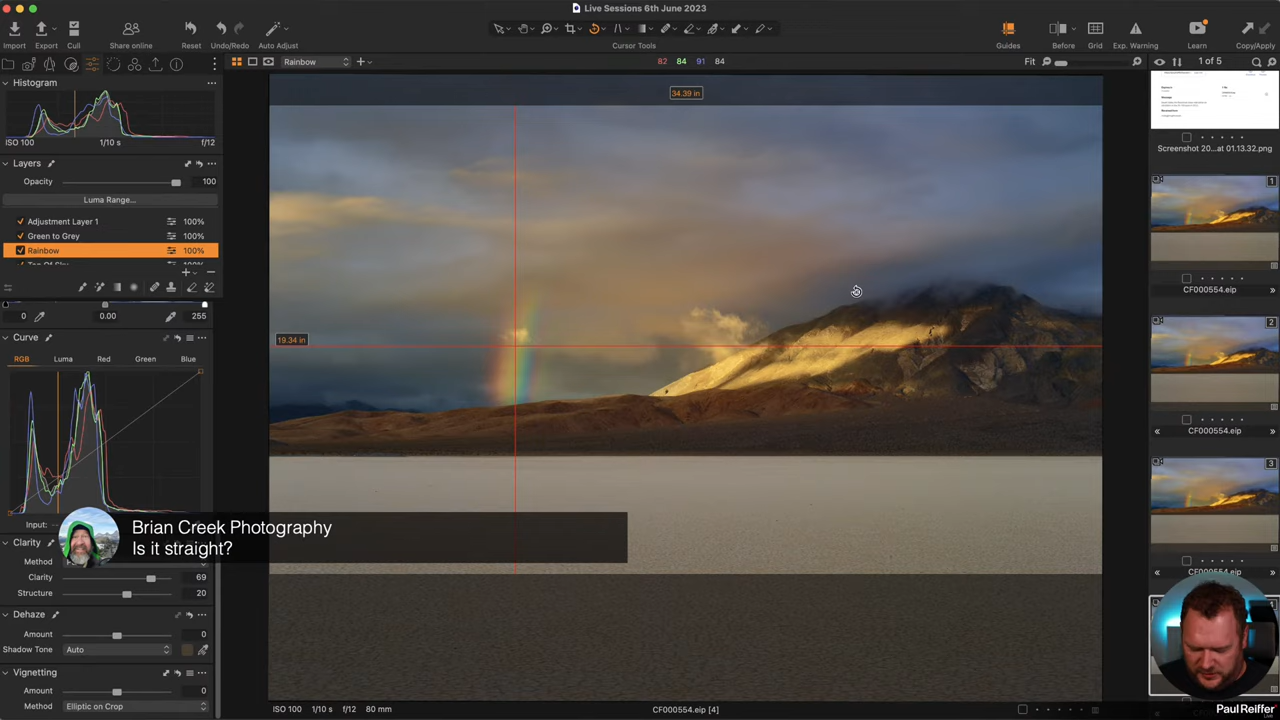 Live Sessions 6th June 2023
Import
Export
Cull
Share online
Reset
Undo/Redo
Auto Adjust
Cursor Tools
Guides
Before
Grid
Exp. Warning
Learn
Copy/Apply
Rainbow
82 84 91 84
Fit
1 of 5
Histogram
ISO 100
1/10 s
f/12
Layers
Opacity
100
Luma Range...
Adjustment Layer 1
100%
Green to Grey
100%
Rainbow
100%
0
0.00
255
Curve
RGB
Luma
Red
Green
Blue
Input:
Clarity
Method
Clarity
69
Structure
20
Dehaze
Amount
0
Shadow Tone
Auto
Vignetting
Amount
0
Method
Elliptic on Crop
34.39 in
19.34 in
Brian Creek Photography
Is it straight?
ISO 100
1/10 s
f/12
80 mm
CF000554.eip [4]
Screenshot 20...at 01.13.32.png
1
CF000554.eip
2
CF000554.eip
3
CF000554.eip
Paul Reiffer
Live